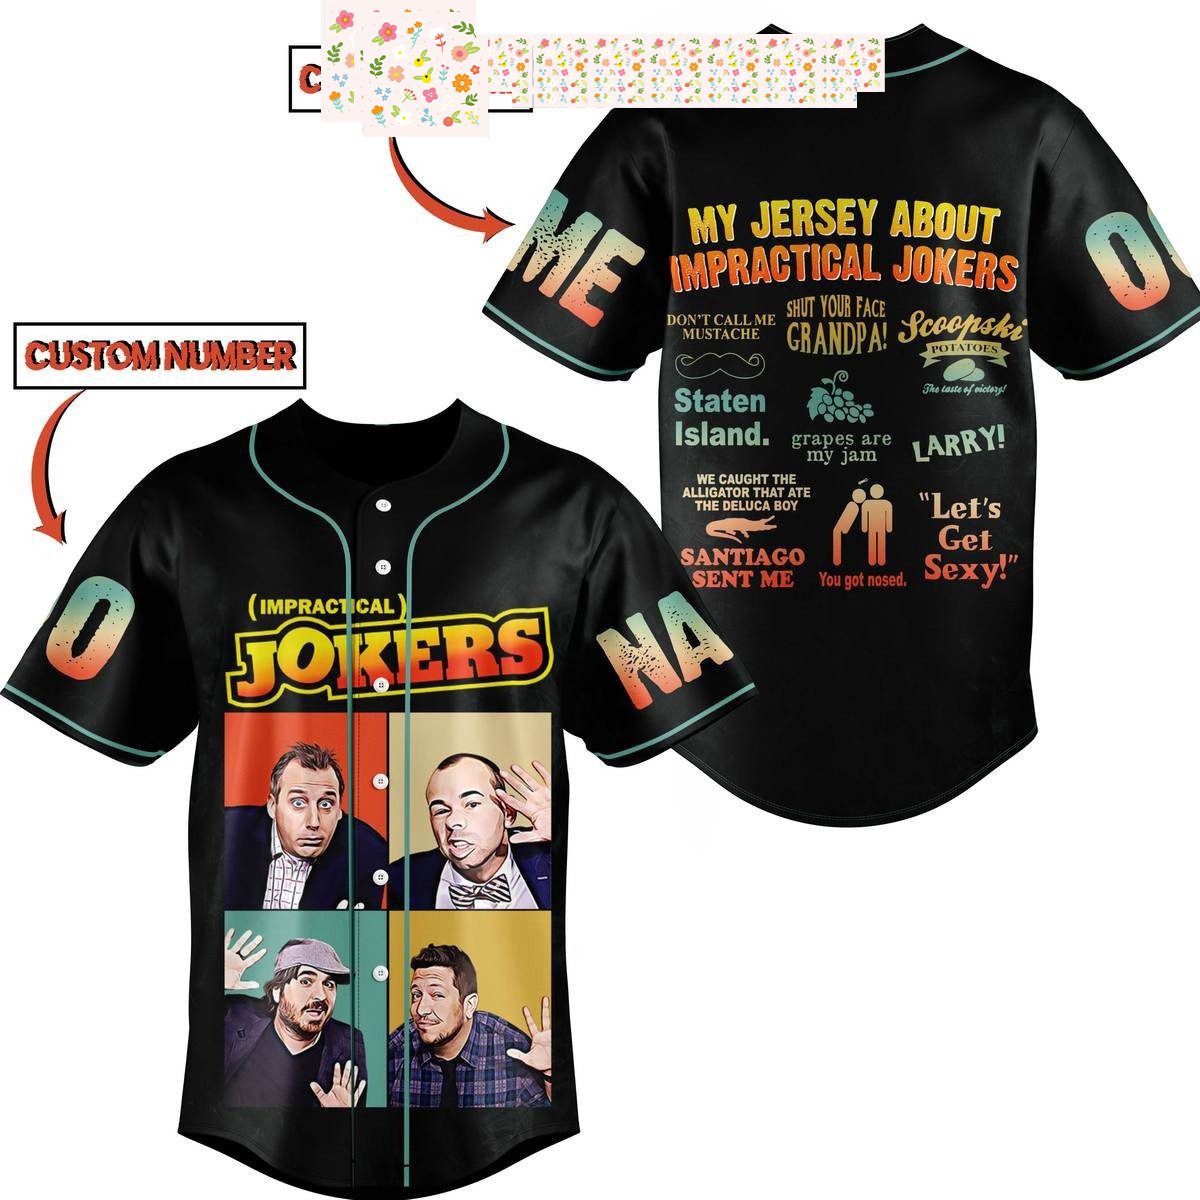 ME
OO
MY JERSEY ABOUT
IMPRACTICAL JOKERS
DON'T CALL ME
MUSTACHE
SHUT YOUR FACE
GRANDPA!
Scoopski
POTATOES
The taste of victory!
Staten
Island.
grapes are
my jam
LARRY!
WE CAUGHT THE
ALLIGATOR THAT ATE
THE DELUCA BOY
SANTIAGO
SENT ME
You got nosed.
"Let's
Get
Sexy!"
CUSTOM NUMBER
O
NA
(IMPRACTICAL)
JOKERS